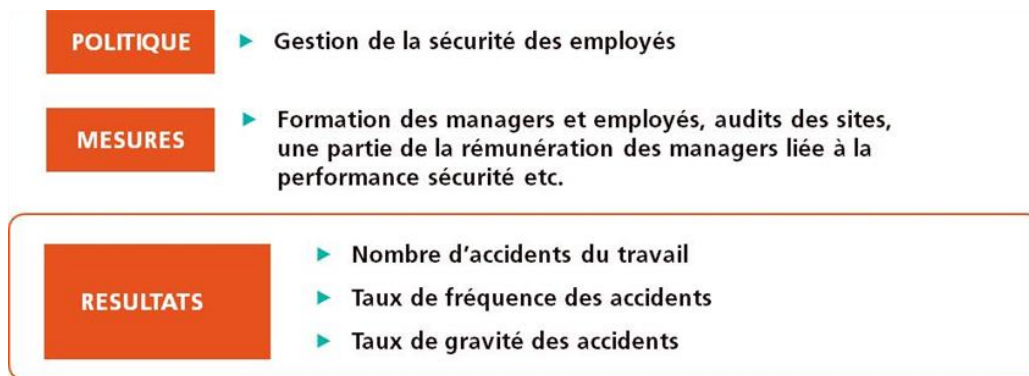 POLITIQUE
► Gestion de la sécurité des employés
MESURES
► Formation des managers et employés, audits des sites,
une partie de la rémunération des managers liée à la
performance sécurité etc.
RESULTATS
► Nombre d'accidents du travail
► Taux de fréquence des accidents
► Taux de gravité des accidents